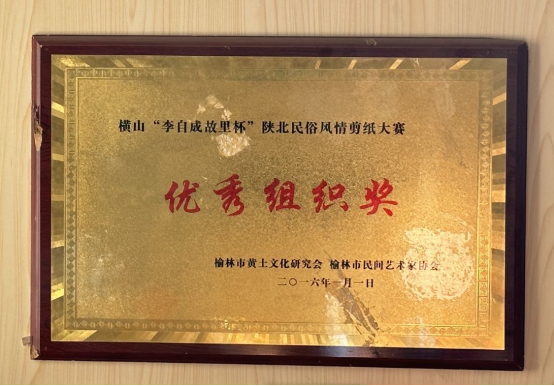 横山“李自成故里杯”陕北民俗风情剪纸大赛
优秀组织奖
榆林市黄土文化研究会 榆林市民间艺术家协会
二〇一六年一月一日